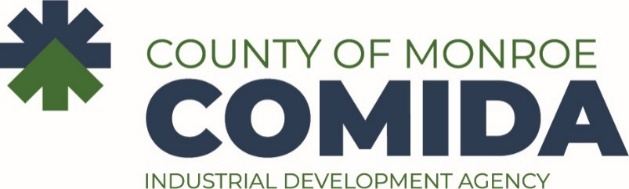 COUNTY OF MONROE
COMIDA
INDUSTRIAL DEVELOPMENT AGENCY